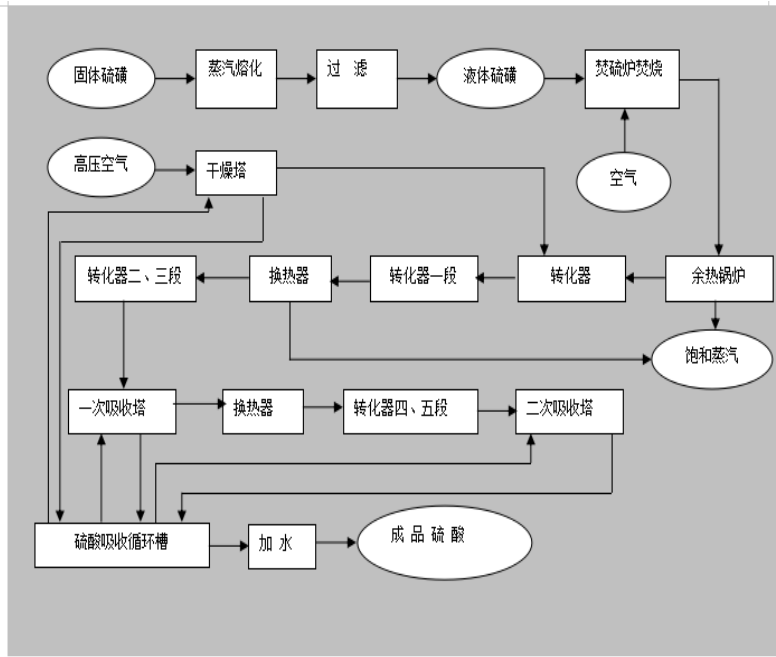 固体硫磺
蒸汽熔化
过 滤
液体硫磺
焚硫炉焚烧
高压空气
干燥塔
空气
转化器二、三段
换热器
转化器一段
转化器
余热锅炉
饱和蒸汽
一次吸收塔
换热器
转化器四、五段
二次吸收塔
硫酸吸收循环槽
加 水
成 品 硫 酸